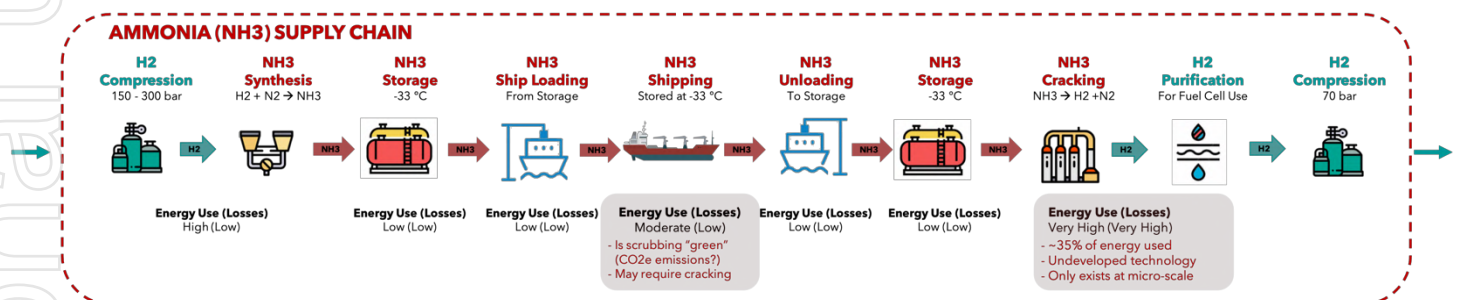 AMMONIA (NH3) SUPPLY CHAIN
H2
Compression
150 - 300 bar
NH3
Synthesis
H2 + N2 → NH3
NH3
Storage
-33 °C
NH3
Ship Loading
From Storage
NH3
Shipping
Stored at -33 °C
NH3
Unloading
To Storage
NH3
Storage
-33 °C
NH3
Cracking
NH3 → H2 +N2
H2
Purification
For Fuel Cell Use
H2
Compression
70 bar
H2
NH3
NH3
NH3
NH3
NH3
NH3
H2
H2
Energy Use (Losses)
High (Low)
Energy Use (Losses)
Low (Low)
Energy Use (Losses)
Low (Low)
Energy Use (Losses)
Moderate (Low)
- Is scrubbing "green"
(CO2e emissions?)
- May require cracking
Energy Use (Losses)
Low (Low)
Energy Use (Losses)
Low (Low)
Energy Use (Losses)
Very High (Very High)
- ~35% of energy used
- Undeveloped technology
- Only exists at micro-scale